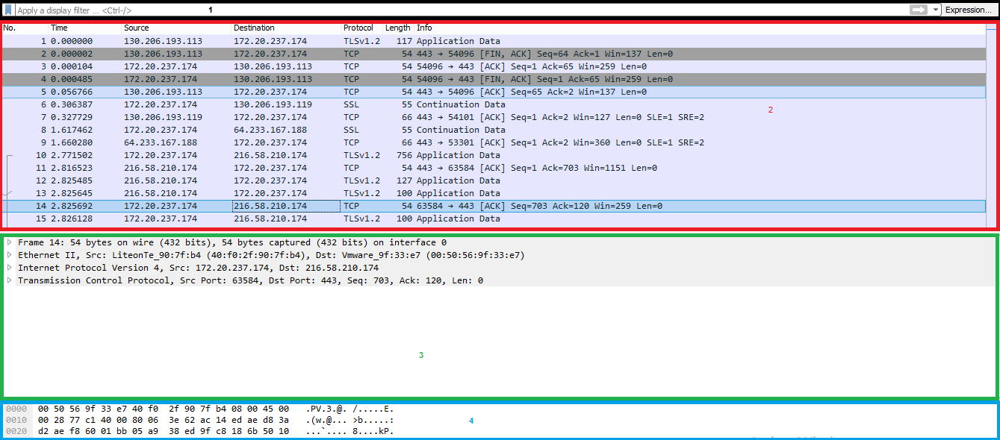 Apply a display filter ... <Ctrl-/> 1 Expression...
No. Time Source Destination Protocol Length Info
1 0.000000 130.206.193.113 172.20.237.174 TLSv1.2 117 Application Data
2 0.000002 130.206.193.113 172.20.237.174 TCP 54 443 → 54096 [FIN, ACK] Seq=64 Ack=1 Win=137 Len=0
3 0.000104 172.20.237.174 130.206.193.113 TCP 54 54096 → 443 [ACK] Seq=1 Ack=65 Win=259 Len=0
4 0.000485 172.20.237.174 130.206.193.113 TCP 54 54096 → 443 [FIN, ACK] Seq=1 Ack=65 Win=259 Len=0
5 0.056766 130.206.193.113 172.20.237.174 TCP 54 443 → 54096 [ACK] Seq=65 Ack=2 Win=137 Len=0
6 0.306387 172.20.237.174 130.206.193.119 SSL 55 Continuation Data
7 0.327729 130.206.193.119 172.20.237.174 TCP 66 443 → 54101 [ACK] Seq=1 Ack=2 Win=127 Len=0 SLE=1 SRE=2
2
8 1.617462 172.20.237.174 64.233.167.188 SSL 55 Continuation Data
9 1.660280 64.233.167.188 172.20.237.174 TCP 66 443 → 53301 [ACK] Seq=1 Ack=2 Win=360 Len=0 SLE=1 SRE=2
10 2.771502 172.20.237.174 216.58.210.174 TLSv1.2 756 Application Data
11 2.816523 216.58.210.174 172.20.237.174 TCP 54 443 → 63584 [ACK] Seq=1 Ack=703 Win=1151 Len=0
12 2.825485 216.58.210.174 172.20.237.174 TLSv1.2 127 Application Data
13 2.825645 216.58.210.174 172.20.237.174 TLSv1.2 100 Application Data
14 2.825692 172.20.237.174 216.58.210.174 TCP 54 63584 → 443 [ACK] Seq=703 Ack=120 Win=259 Len=0
15 2.826128 172.20.237.174 216.58.210.174 TLSv1.2 100 Application Data
Frame 14: 54 bytes on wire (432 bits), 54 bytes captured (432 bits) on interface 0
Ethernet II, Src: LiteonTe_90:7f:b4 (40:f0:2f:90:7f:b4), Dst: Vmware_9f:33:e7 (00:50:56:9f:33:e7)
Internet Protocol Version 4, Src: 172.20.237.174, Dst: 216.58.210.174
Transmission Control Protocol, Src Port: 63584, Dst Port: 443, Seq: 703, Ack: 120, Len: 0
3
0000 00 50 56 9f 33 e7 40 f0 2f 90 7f b4 08 00 45 00 .PV.3.@. /.....E.
0010 00 28 77 c1 40 00 80 06 3e 62 ac 14 ed ae d8 3a .(w.@... >b.....:
4
0020 d2 ae f8 60 01 bb 05 a9 38 ed 9f c8 18 6b 50 10 ...`.... 8....kP.